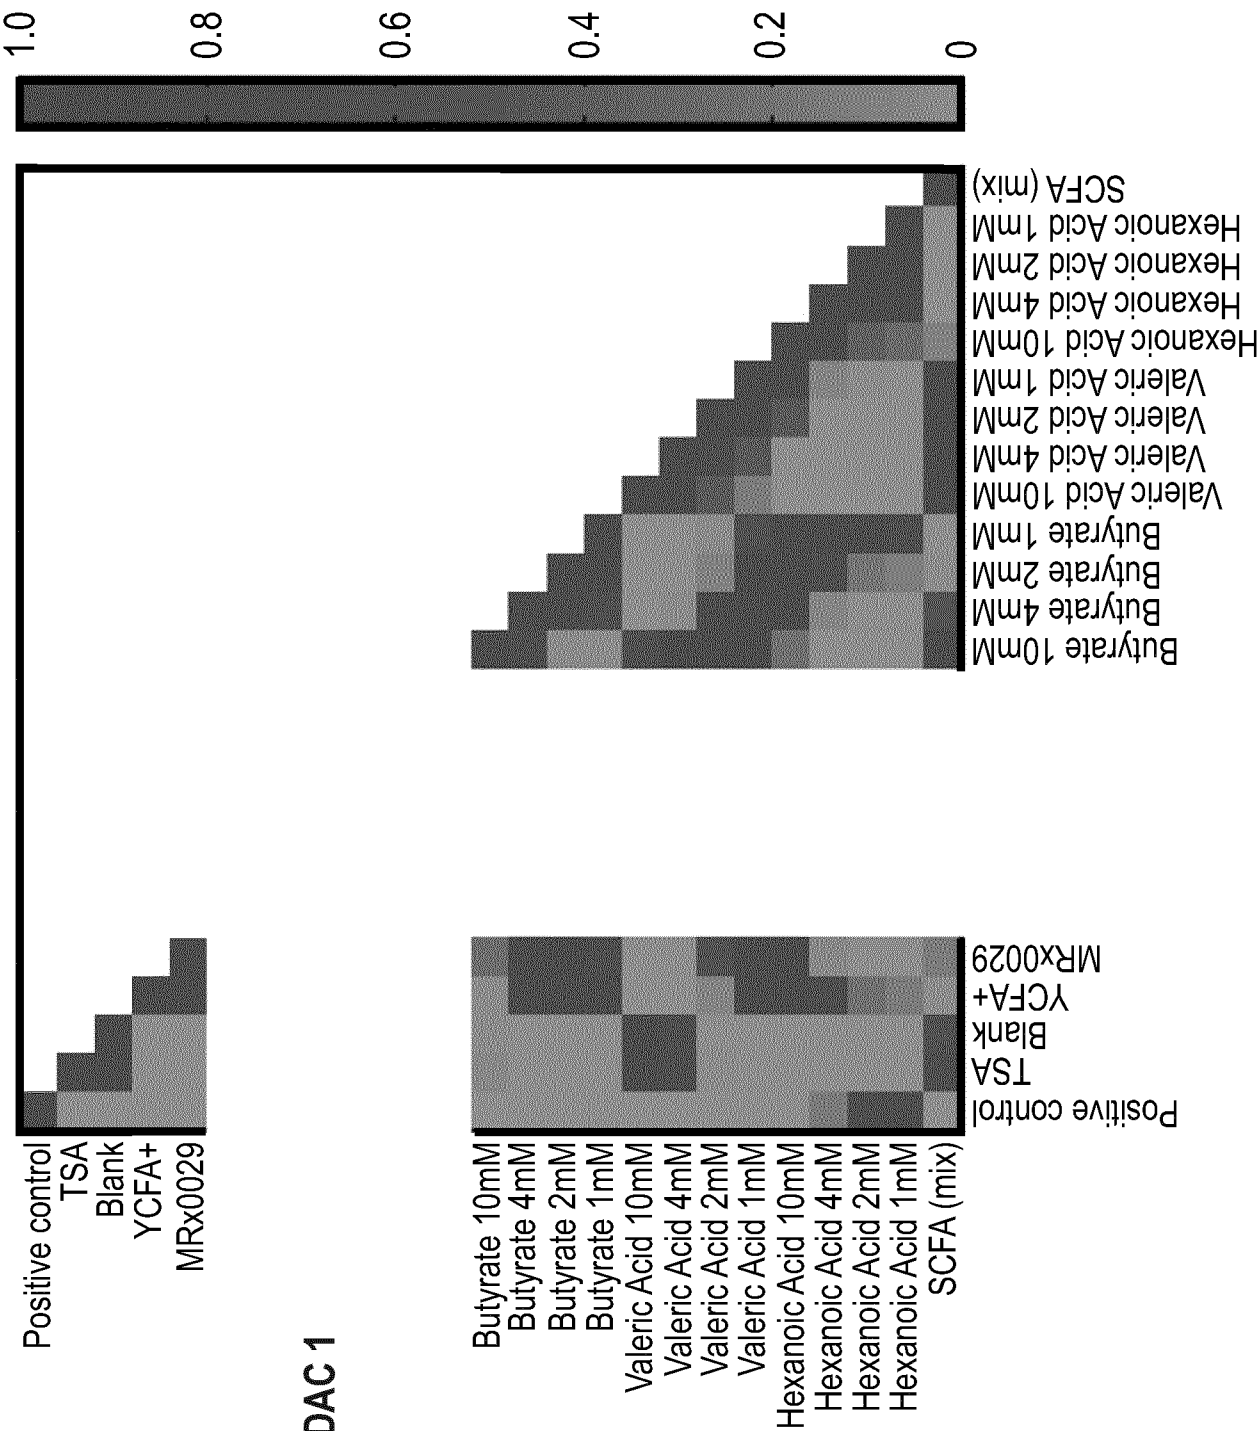 1.0
0.8
0.6
0.4
0.2
0
SCFA (mix)
Hexanoic Acid 1mM
Hexanoic Acid 2mM
Hexanoic Acid 4mM
Hexanoic Acid 10mM
Valeric Acid 1mM
Valeric Acid 2mM
Valeric Acid 4mM
Valeric Acid 10mM
Butyrate 1mM
Butyrate 2mM
Butyrate 4mM
Butyrate 10mM
MRx0029
YCFA+
Blank
TSA
Positive control
Positive control
TSA
Blank
YCFA+
MRx0029
Butyrate 10mM
Butyrate 4mM
Butyrate 2mM
Butyrate 1mM
Valeric Acid 10mM
Valeric Acid 4mM
Valeric Acid 2mM
Valeric Acid 1mM
Hexanoic Acid 10mM
Hexanoic Acid 4mM
Hexanoic Acid 2mM
Hexanoic Acid 1mM
SCFA (mix)
DAC 1